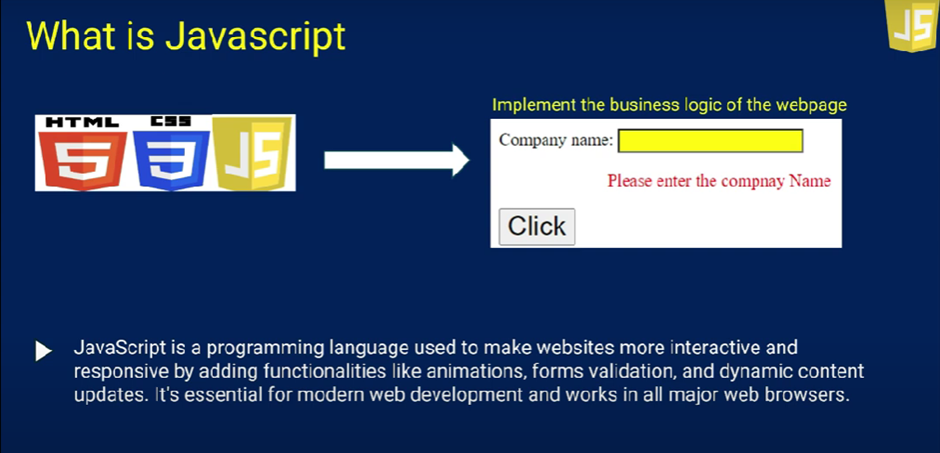 What is Javascript
JS
HTML CSS
5 3 JS
Implement the business logic of the webpage
Company name:
Please enter the compnay Name
Click
JavaScript is a programming language used to make websites more interactive and
responsive by adding functionalities like animations, forms validation, and dynamic content
updates. It's essential for modern web development and works in all major web browsers.